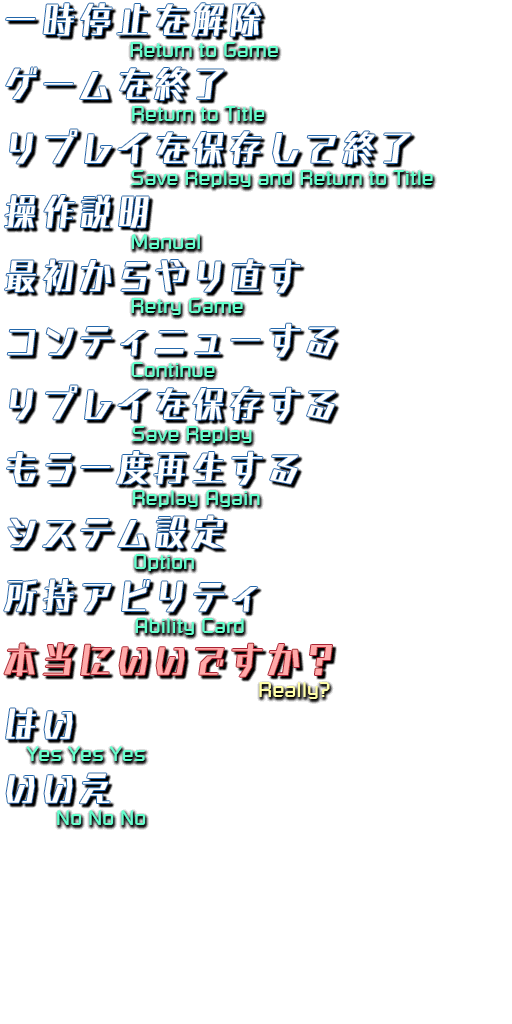 一時停止を解除
Return to Game
ゲームを終了
Return to Title
リプレイを保存して終了
Save Replay and Return to Title
操作説明
Manual
最初からやり直す
Retry Game
コンティニューする
Continue
リプレイを保存する
Save Replay
もう一度再生する
Replay Again
システム設定
Option
所持アビリティ
Ability Card
本当にいいですか？
Really?
はい
Yes Yes Yes
いいえ
No No No